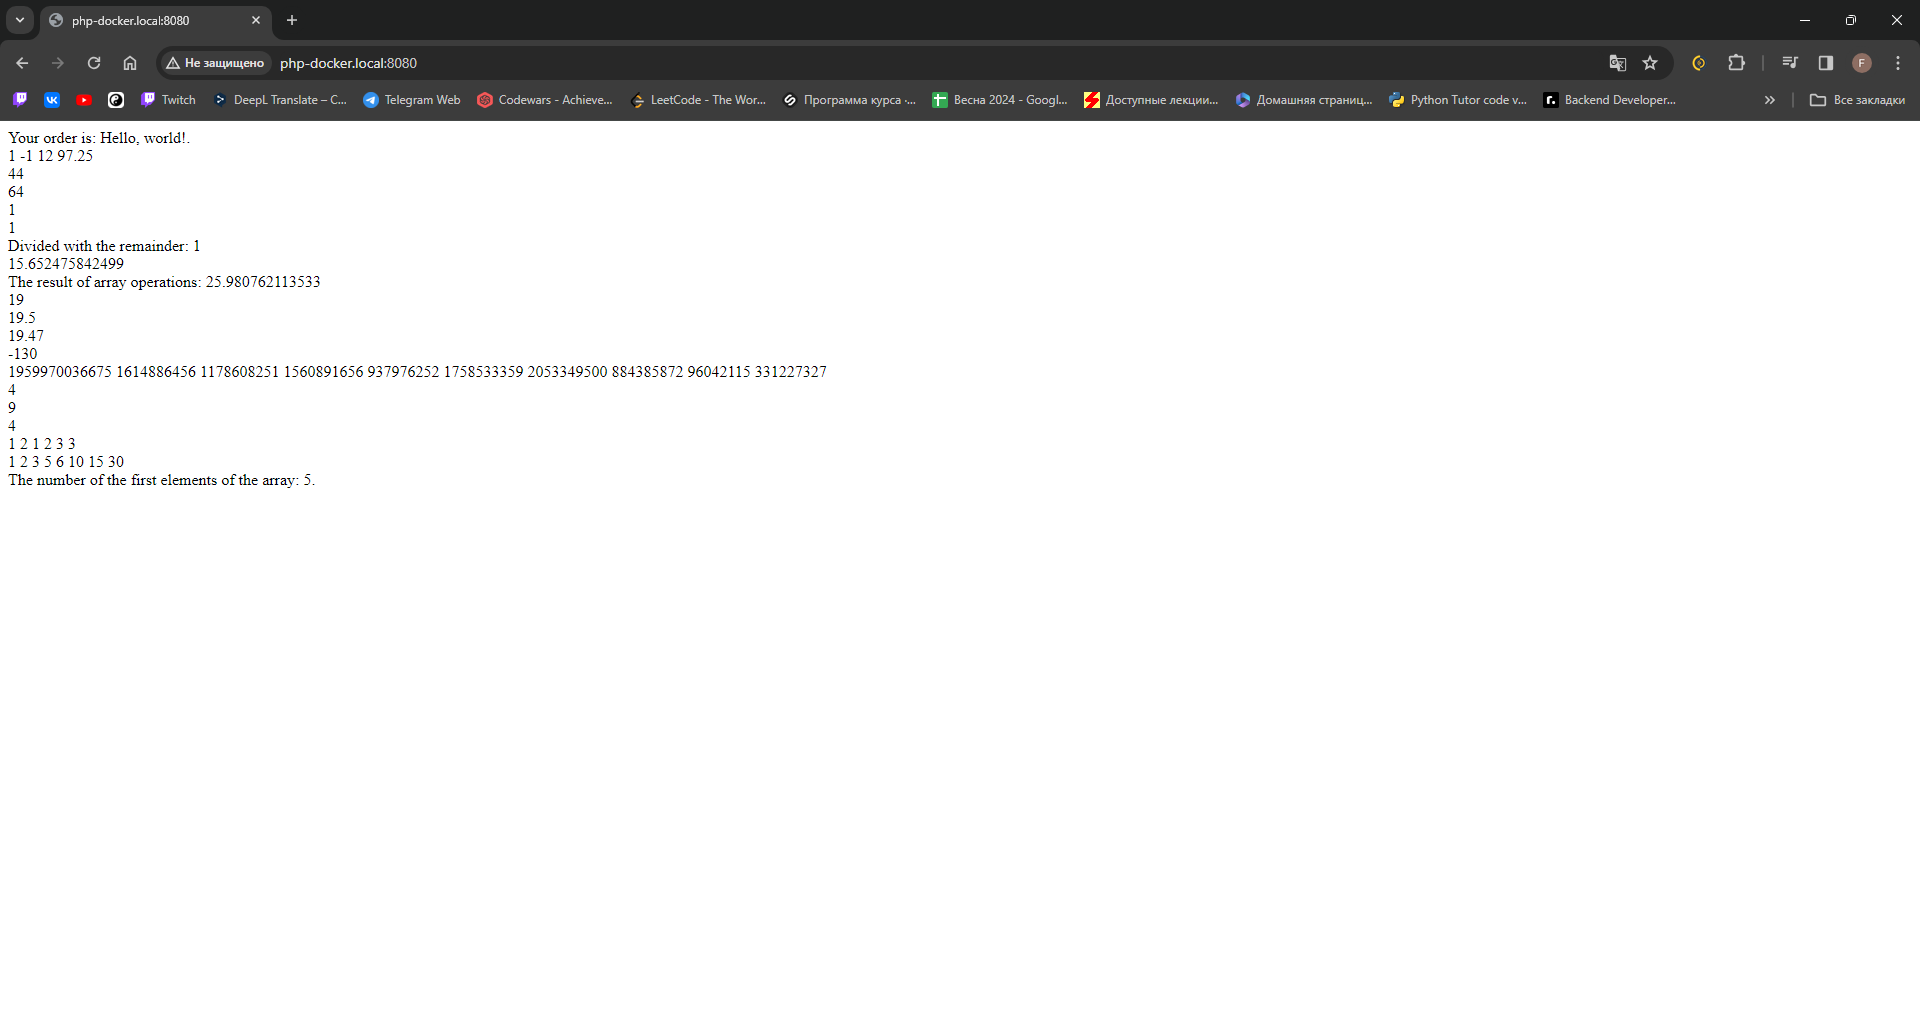 php-docker.local:8080
Не защищено php-docker.local:8080 F
Twitch DeepL Translate – C... Telegram Web Codewars - Achieve... LeetCode - The Wor... Программа курса -... Весна 2024 - Googl... Доступные лекции... Домашняя страниц... Python Tutor code v... Backend Developer... Все закладки
Your order is: Hello, world!.
1 -1 12 97.25
44
64
1
1
Divided with the remainder: 1
15.652475842499
The result of array operations: 25.980762113533
19
19.5
19.47
-130
1959970036675 1614886456 1178608251 1560891656 937976252 1758533359 2053349500 884385872 96042115 331227327
4
9
4
1 2 1 2 3 3
1 2 3 5 6 10 15 30
The number of the first elements of the array: 5.